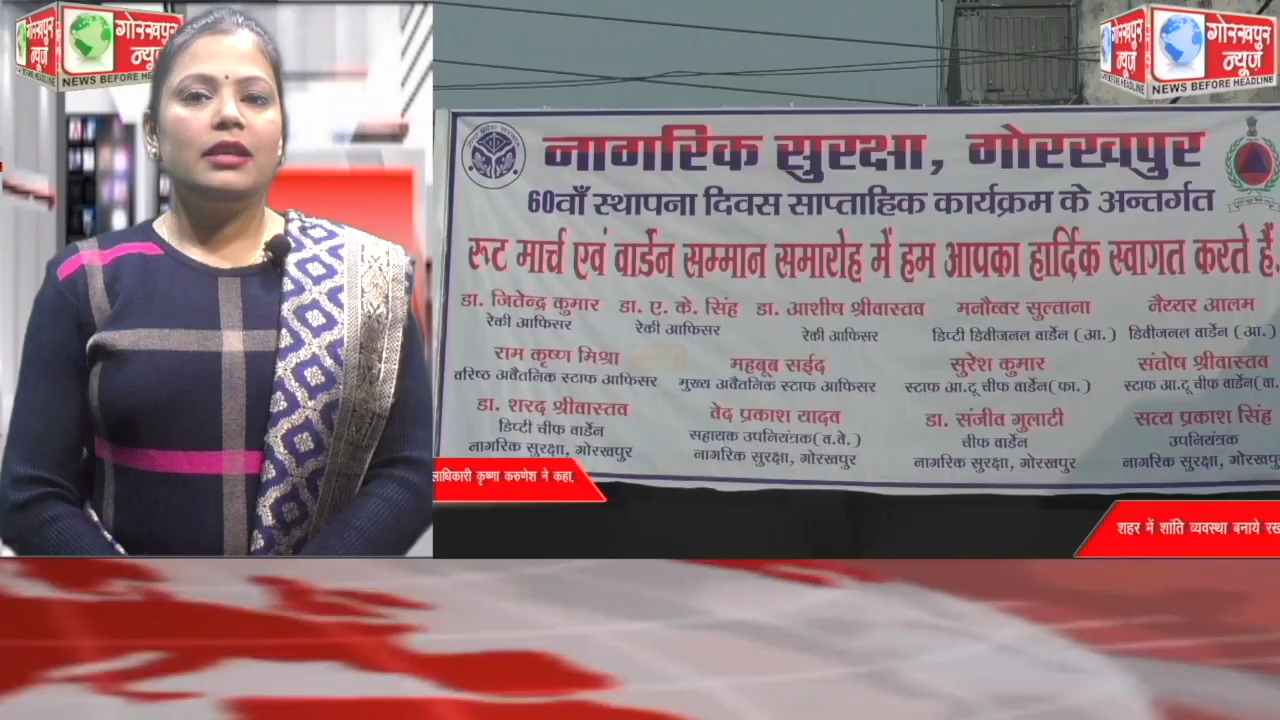 गोरखपुर
न्यूज़
NEWS BEFORE HEADLINE
गोरखपुर
न्यूज़
NEWS BEFORE HEADLINE
नागरिक सुरक्षा, गोरखपुर
60वाँ स्थापना दिवस साप्ताहिक कार्यक्रम के अन्तर्गत
रूट मार्च एवं वार्डेन सम्मान समारोह में हम आपका हार्दिक स्वागत करते हैं.
डा. जितेन्द्र कुमार डा. ए. के. सिंह डा. आशीष श्रीवास्तव मनौव्वर सुल्ताना नैय्यर आलम
रेकी आफिसर रेकी आफिसर रेकी आफिसर डिप्टी डिवीजनल वार्डेन (आ.) डिवीजनल वार्डेन (आ.)
राम कृष्ण मिश्रा महबूब सईद सुरेश कुमार संतोष श्रीवास्तव
वरिष्ठ अवैतनिक स्टाफ आफिसर मुख्य अवैतनिक स्टाफ आफिसर स्टाफ आ.टू चीफ वार्डेन(फा.) स्टाफ आ.टू चीफ वार्डेन(वा.
डा. शरद श्रीवास्तव वेद प्रकाश यादव डा. संजीव गुलाटी सत्य प्रकाश सिंह
डिप्टी चीफ वार्डेन सहायक उपनियंत्रक(व.वे.) चीफ वार्डेन उपनियंत्रक
नागरिक सुरक्षा, गोरखपुर नागरिक सुरक्षा, गोरखपुर नागरिक सुरक्षा, गोरखपुर नागरिक सुरक्षा, गोरखपु
लाधिकारी कृष्णा करुणेश ने कहा,
शहर में शांति व्यवस्था बनाये रख